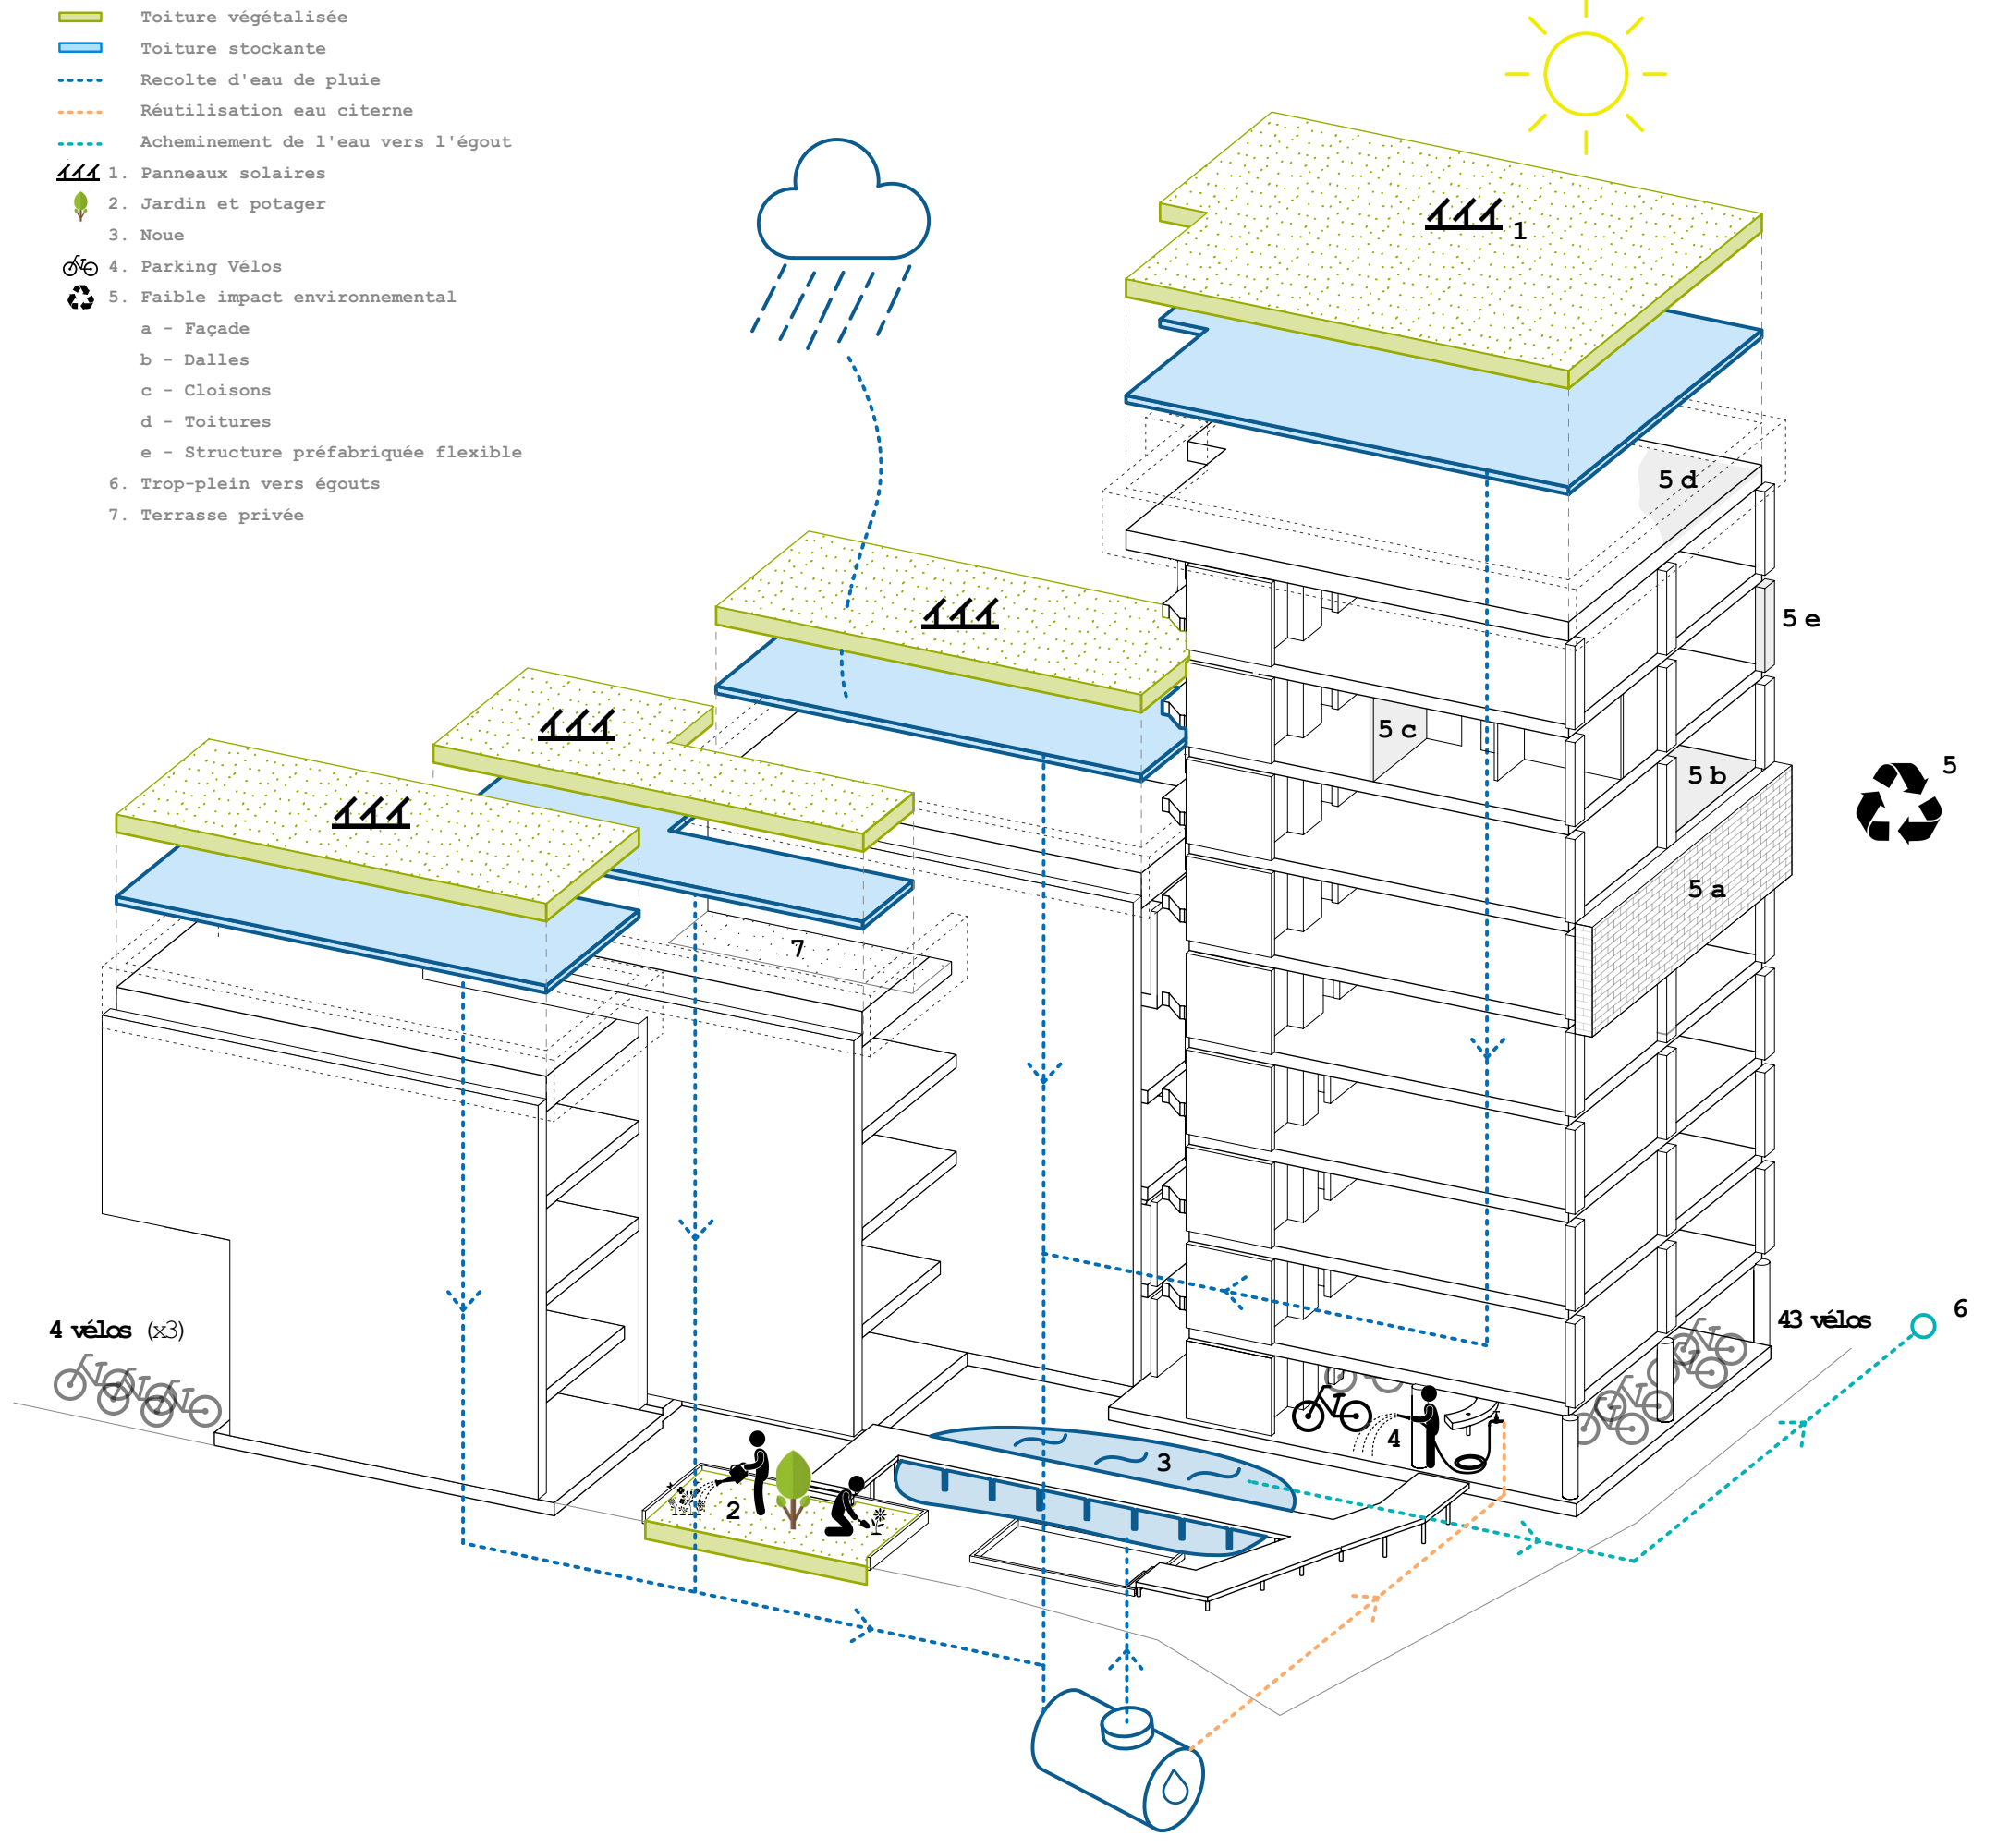 Toiture végétalisée
Toiture stockante
Recolte d'eau de pluie
Réutilisation eau citerne
Acheminement de l'eau vers l'égout
1. Panneaux solaires
2. Jardin et potager
3. Noue
4. Parking Vélos
5. Faible impact environnemental
a - Façade
b - Dalles
c - Cloisons
d - Toitures
e - Structure préfabriquée flexible
6. Trop-plein vers égouts
7. Terrasse privée
1
5 d
5 e
5 c
5 b
5
5 a
7
4 vélos (x3)
43 vélos
6
4
3
2